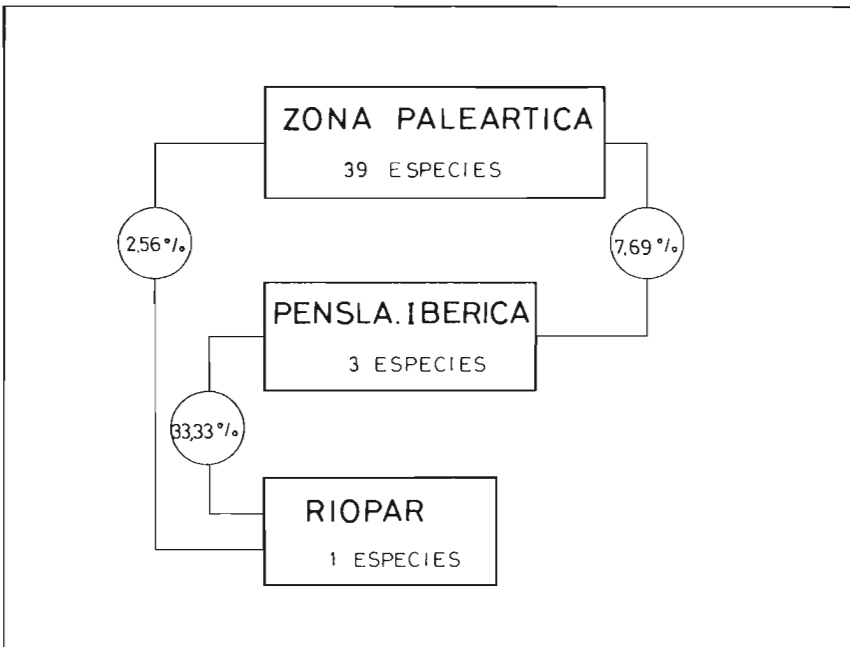 ZONA PALEARTICA
39 ESPECIES
2,56 %
7,69 %
PENSLA. IBERICA
3 ESPECIES
33,33 %
RIOPAR
1 ESPECIES